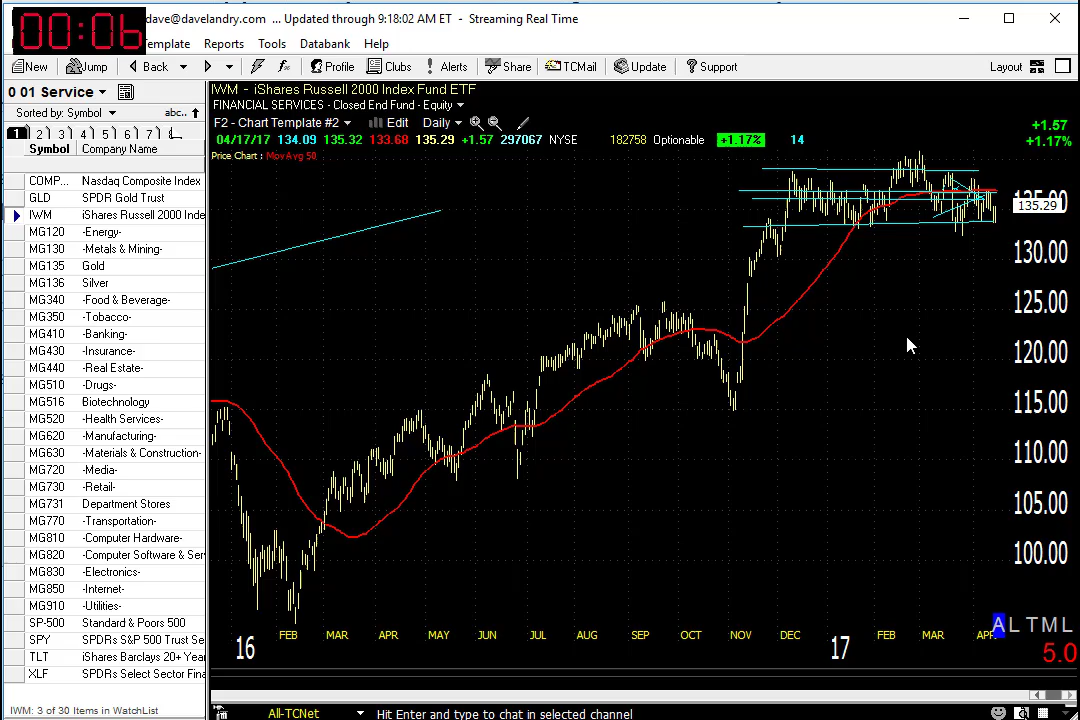 00:06
dave@davelandry.com ... Updated through 9:18:02 AM ET - Streaming Real Time
emplate Reports Tools Databank Help
New Jump Back Profile Clubs Alerts Share TCMail Update Support Layout
0 01 Service
Sorted by: Symbol abc..
1 2 3 4 5 6 7
Symbol Company Name
COMP... Nasdaq Composite Index
GLD SPDR Gold Trust
IWM iShares Russell 2000 Inde
MG120 -Energy-
MG130 -Metals & Mining-
MG135 Gold
MG136 Silver
MG340 -Food & Beverage-
MG350 -Tobacco-
MG410 -Banking-
MG430 -Insurance-
MG440 -Real Estate-
MG510 -Drugs-
MG516 Biotechnology
MG520 -Health Services-
MG620 -Manufacturing-
MG630 -Materials & Construction-
MG720 -Media-
MG730 -Retail-
MG731 Department Stores
MG770 -Transportation-
MG810 -Computer Hardware-
MG820 -Computer Software & Ser
MG830 -Electronics-
MG850 -Internet-
MG910 -Utilities-
SP-500 Standard & Poors 500
SPY SPDRs S&P 500 Trust Se
TLT iShares Barclays 20+ Year
XLF SPDRs Select Sector Fina
IWM: 3 of 30 Items in WatchList
IWM - iShares Russell 2000 Index Fund ETF
FINANCIAL SERVICES - Closed End Fund - Equity
F2 - Chart Template #2 Edit Daily
04/17/17 134.09 135.32 133.68 135.29 +1.57 297067 NYSE 182758 Optionable +1.17% 14
Price Chart : MovAvg 50
+1.57
+1.17%
135.29
130.00
125.00
120.00
115.00
110.00
105.00
100.00
A L T M L
5.0
FEB MAR APR MAY JUN JUL AUG SEP OCT NOV DEC FEB MAR APR
16 17
All-TCNet Hit Enter and type to chat in selected channel